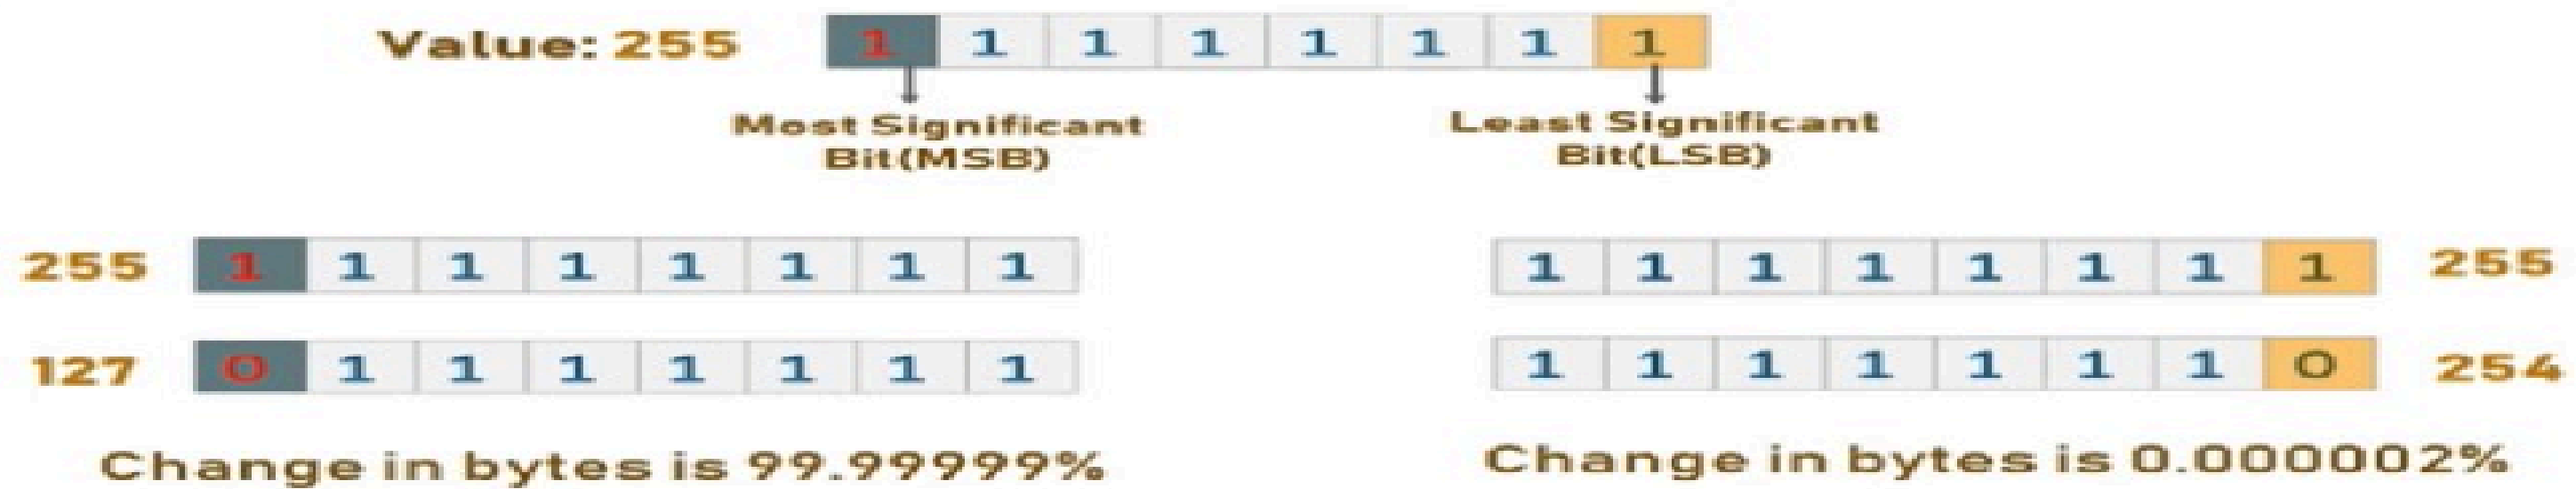 Value: 255 1 1 1 1 1 1 1 1
Most Significant
Bit(MSB)
Least Significant
Bit(LSB)
255 1 1 1 1 1 1 1 1
127 0 1 1 1 1 1 1 1
Change in bytes is 99.99999%
1 1 1 1 1 1 1 1 255
1 1 1 1 1 1 1 0 254
Change in bytes is 0.000002%